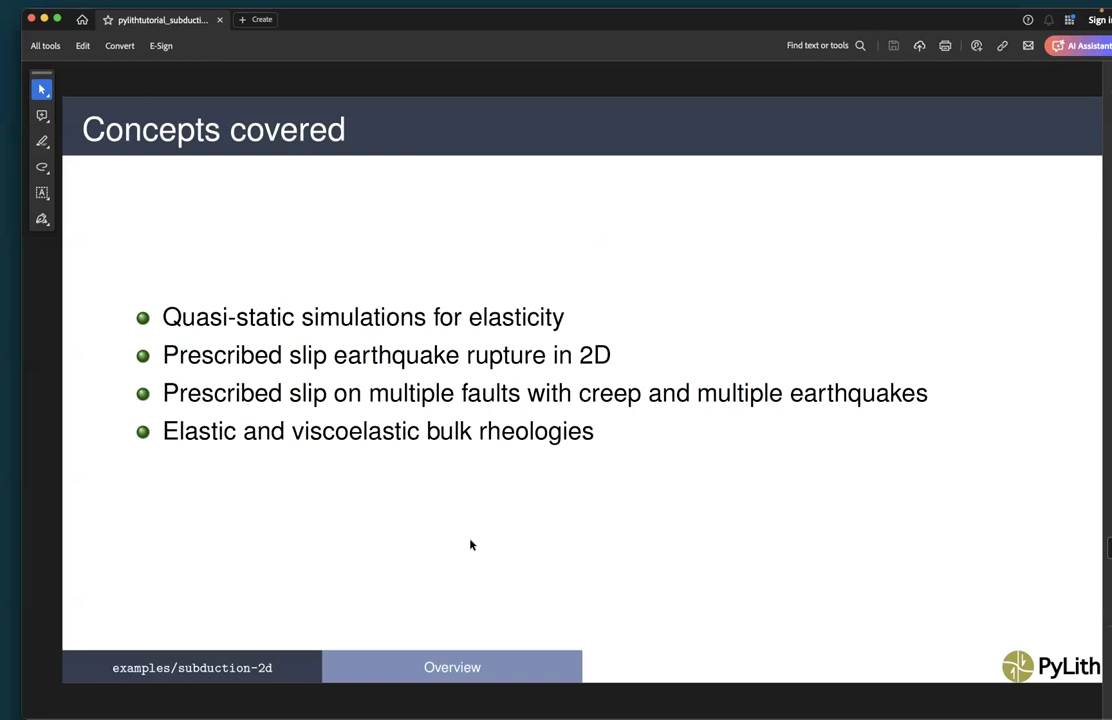 pylithtutorial_subducti...
Create
All tools
Edit
Convert
E-Sign
Find text or tools
AI Assistant
Concepts covered
Quasi-static simulations for elasticity
Prescribed slip earthquake rupture in 2D
Prescribed slip on multiple faults with creep and multiple earthquakes
Elastic and viscoelastic bulk rheologies
examples/subduction-2d
Overview
PyLith